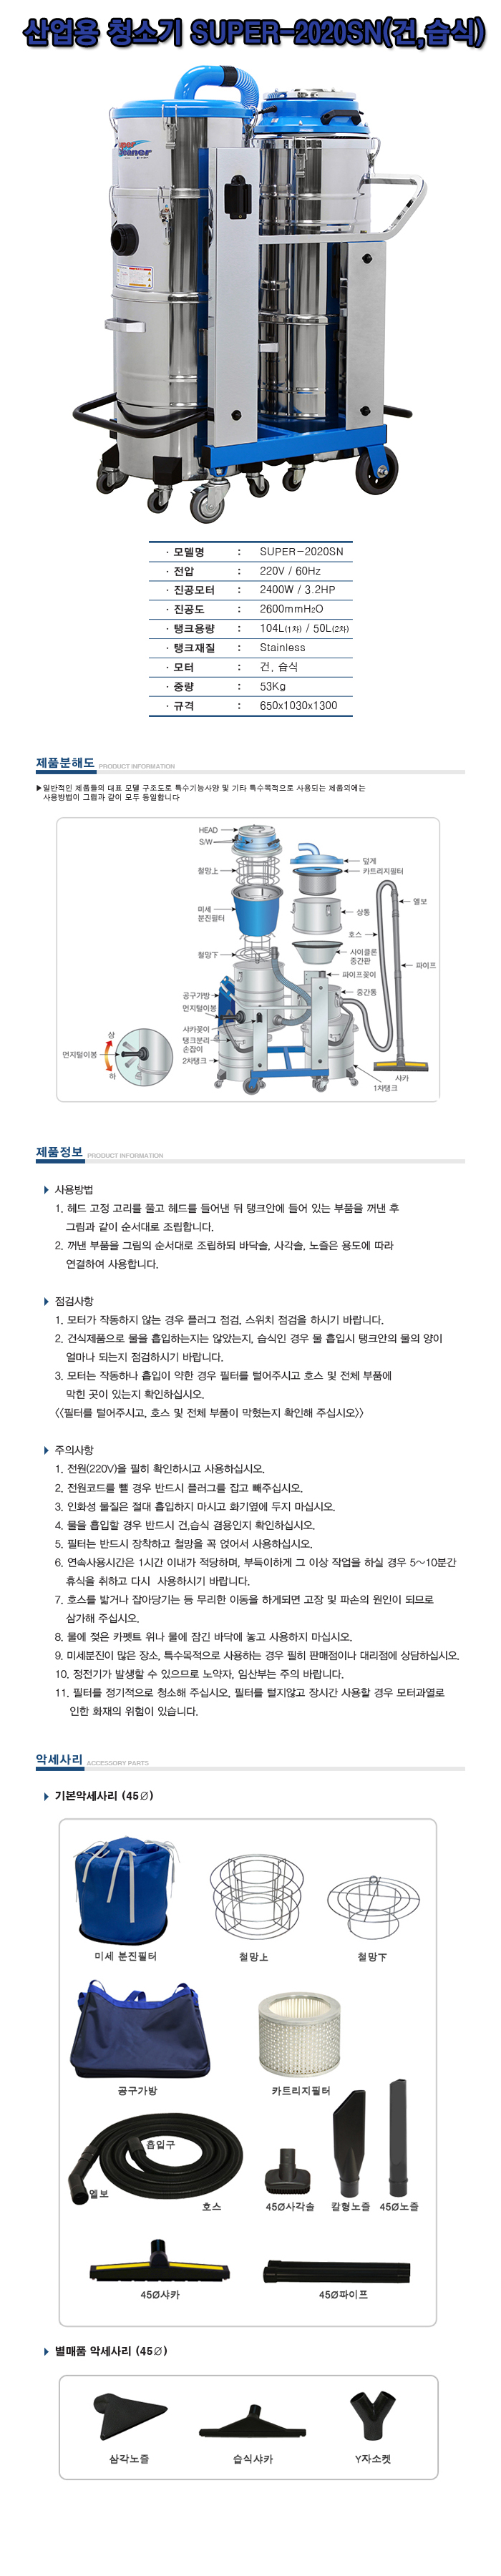 산업용 청소기 SUPER-2020SN(건,습식)
· 모델명 : SUPER-2020SN
· 전압 : 220V / 60Hz
· 진공모터 : 2400W / 3.2HP
· 진공도 : 2600mmH₂O
· 탱크용량 : 104L(1차) / 50L(2차)
· 탱크재질 : Stainless
· 모터 : 건, 습식
· 중량 : 53Kg
· 규격 : 650x1030x1300
제품분해도 PRODUCT INFORMATION
▶일반적인 제품들의 대표 모델 구조도로 특수기능사양 및 기타 특수목적으로 사용되는 제품외에는
사용방법이 그림과 같이 모두 동일합니다
HEAD
S/W
철망上
미세
분진필터
철망下
공구가방
먼지털이봉
샤카꽂이
탱크분리
손잡이
2차탱크
상
먼지털이봉
하
덮게
카트리지필터
상통
호스
사이클론
중간판
파이프꽂이
중간통
엘보
파이프
샤카
1차탱크
제품정보 PRODUCT INFORMATION
사용방법
1. 헤드 고정 고리를 풀고 헤드를 들어낸 뒤 탱크안에 들어 있는 부품을 꺼낸 후
그림과 같이 순서대로 조립합니다.
2. 꺼낸 부품을 그림의 순서대로 조립하되 바닥솔, 사각솔, 노즐은 용도에 따라
연결하여 사용합니다.
점검사항
1. 모터가 작동하지 않는 경우 플러그 점검, 스위치 점검을 하시기 바랍니다.
2. 건식제품으로 물을 흡입하는지는 않았는지, 습식인 경우 물 흡입시 탱크안의 물의 양이
얼마나 되는지 점검하시기 바랍니다.
3. 모터는 작동하나 흡입이 약한 경우 필터를 털어주시고 호스 및 전체 부품에
막힌 곳이 있는지 확인하십시오.
<<필터를 털어주시고, 호스 및 전체 부품이 막혔는지 확인해 주십시오>>
주의사항
1. 전원(220V)을 필히 확인하시고 사용하십시오.
2. 전원코드를 뺄 경우 반드시 플러그를 잡고 빼주십시오.
3. 인화성 물질은 절대 흡입하지 마시고 화기옆에 두지 마십시오.
4. 물을 흡입할 경우 반드시 건,습식 겸용인지 확인하십시오.
5. 필터는 반드시 장착하고 철망을 꼭 얹어서 사용하십시오.
6. 연속사용시간은 1시간 이내가 적당하며, 부득이하게 그 이상 작업을 하실 경우 5~10분간
휴식을 취하고 다시 사용하시기 바랍니다.
7. 호스를 밟거나 잡아당기는 등 무리한 이동을 하게되면 고장 및 파손의 원인이 되므로
삼가해 주십시오.
8. 물에 젖은 카펫트 위나 물에 잠긴 바닥에 놓고 사용하지 마십시오.
9. 미세분진이 많은 장소, 특수목적으로 사용하는 경우 필히 판매점이나 대리점에 상담하십시오.
10. 정전기가 발생할 수 있으므로 노약자, 임산부는 주의 바랍니다.
11. 필터를 정기적으로 청소해 주십시오, 필터를 털지않고 장시간 사용할 경우 모터과열로
인한 화재의 위험이 있습니다.
악세사리 ACCESSORY PARTS
기본악세사리 (45Ø)
미세 분진필터
철망上
철망下
공구가방
카트리지필터
흡입구
엘보
호스
45Ø사각솔
칼형노즐
45Ø노즐
45Ø샤카
45Ø파이프
별매품 악세사리 (45Ø)
삼각노즐
습식샤카
Y자소켓